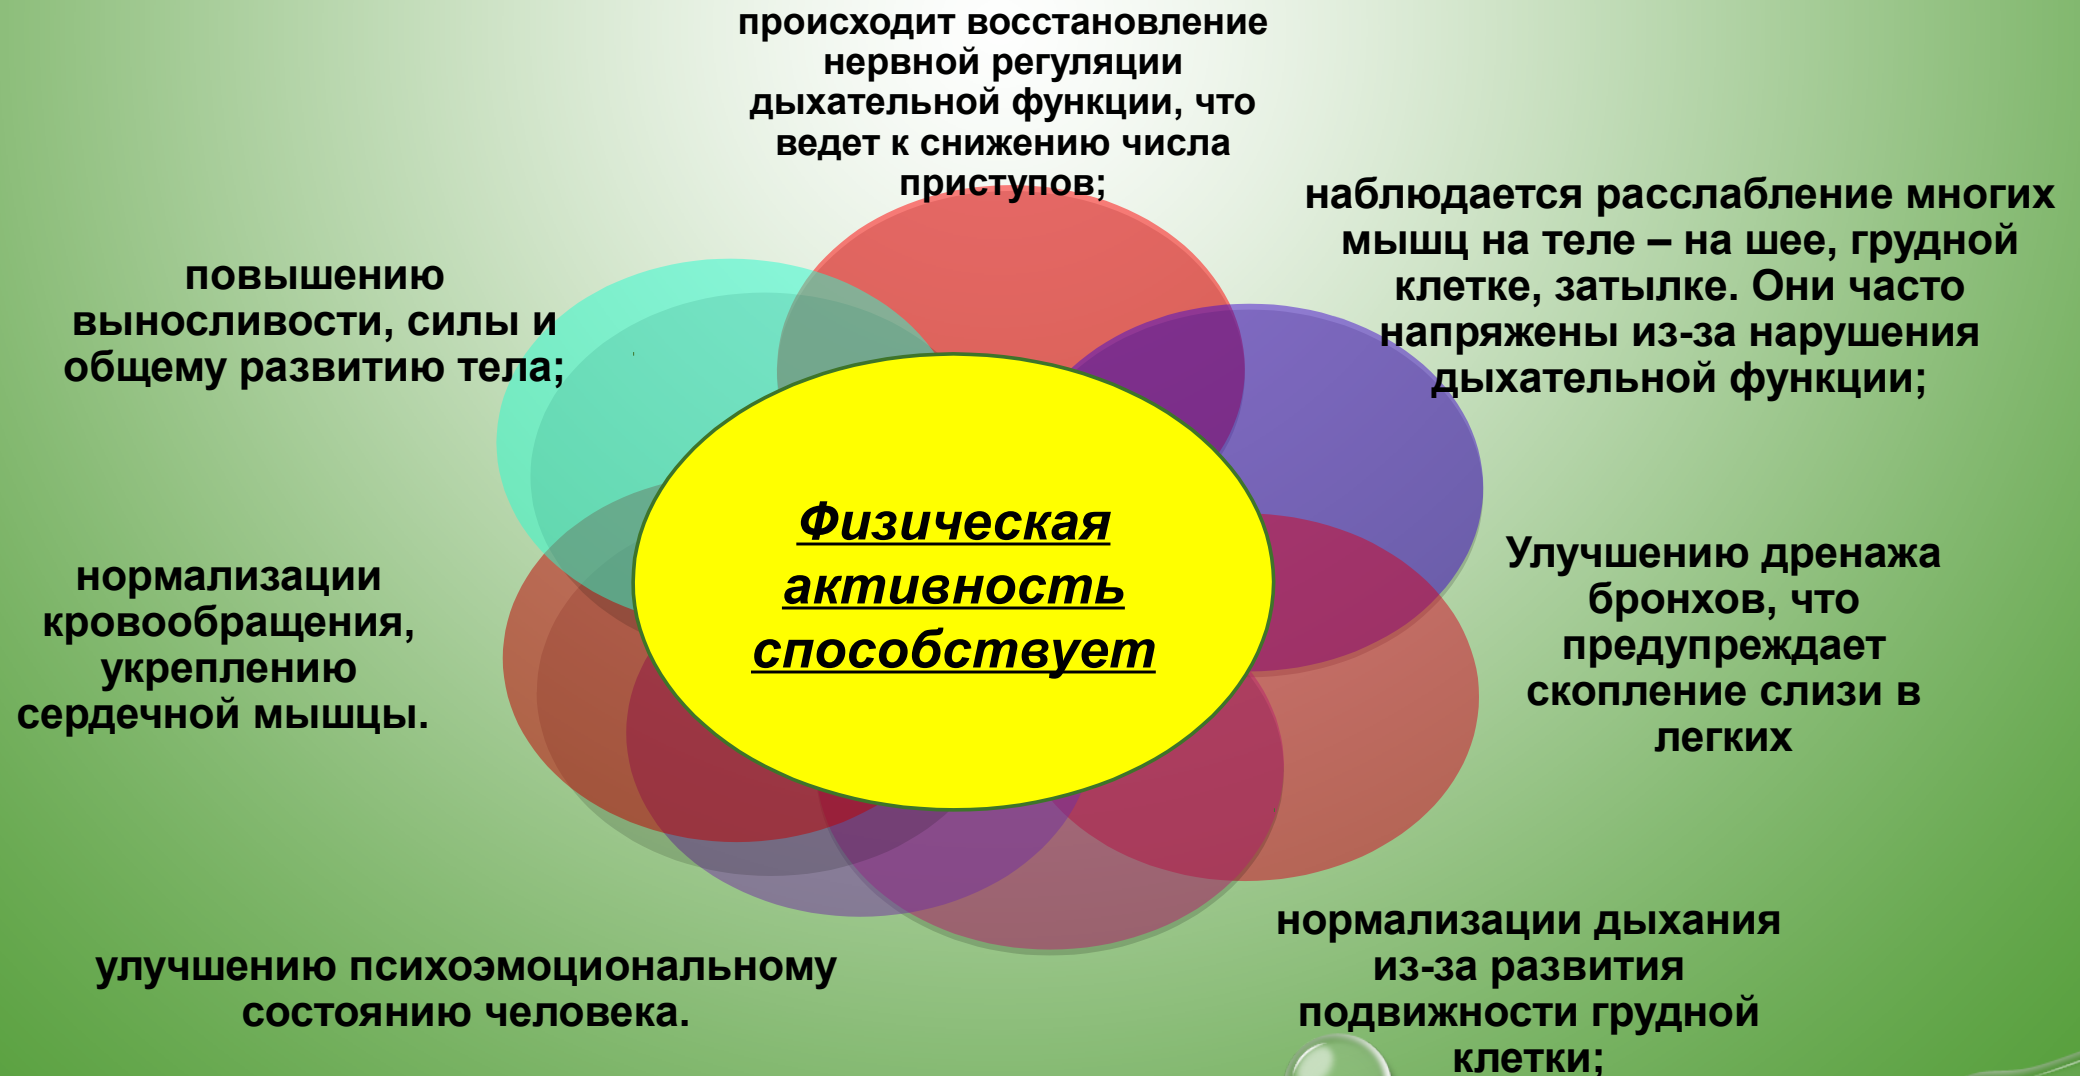 происходит восстановление
нервной регуляции
дыхательной функции, что
ведет к снижению числа
приступов;
наблюдается расслабление многих
мышц на теле – на шее, грудной
клетке, затылке. Они часто
напряжены из-за нарушения
дыхательной функции;
повышению
выносливости, силы и
общему развитию тела;
Физическая
активность
способствует
Улучшению дренажа
бронхов, что
предупреждает
скопление слизи в
легких
нормализации
кровообращения,
укреплению
сердечной мышцы.
нормализации дыхания
из-за развития
подвижности грудной
клетки;
улучшению психоэмоциональному
состоянию человека.